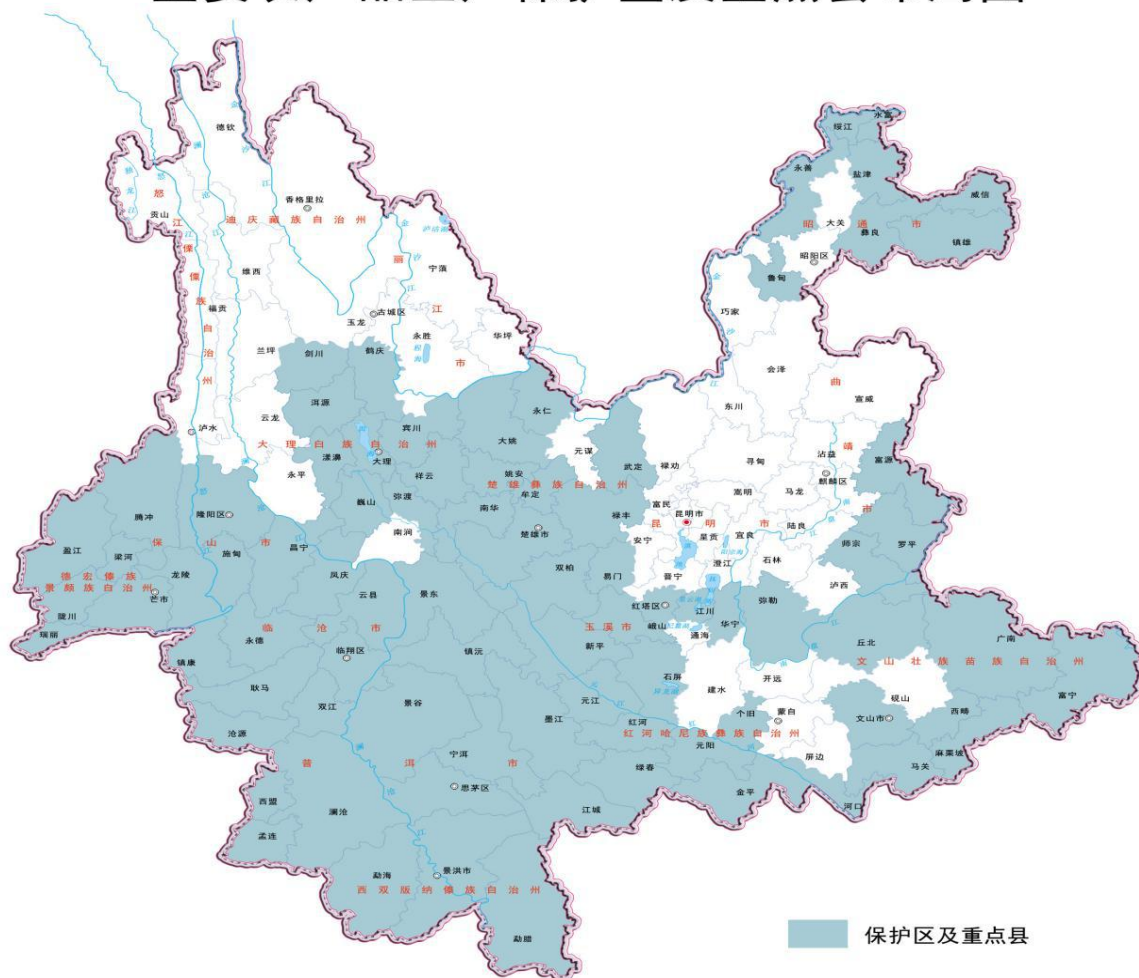 德钦
水富
绥江
永善
盐津
威信
香格里拉
贡山
怒江傈僳族自治州
迪庆藏族自治州
大关
昭通市
彝良
镇雄
昭阳区
鲁甸
宁蒗
维西
丽江市
福贡
玉龙
古城区
巧家
永胜
华坪
兰坪
剑川
鹤庆
会泽
曲靖市
洱源
东川
宣威
永仁
云龙
宾川
泸水
大理白族自治州
大姚
元谋
沾益
漾濞
大理
武定
禄劝
寻甸
富源
永平
祥云
姚安
楚雄彝族自治州
麒麟区
牟定
嵩明
马龙
巍山
弥渡
富民
南华
禄丰
昆明市
昆明市
陆良
腾冲
隆阳区
楚雄市
安宁
呈贡
宜良
南涧
保山市
昌宁
师宗
罗平
盈江
梁河
施甸
石林
澄江
双柏
易门
晋宁
德宏傣族
景颇族自治州
龙陵
凤庆
泸西
芒市
云县
景东
红塔区
江川
弥勒
陇川
峨山
华宁
瑞丽
临沧市
玉溪市
通海
永德
新平
丘北
广南
临翔区
镇沅
文山壮族苗族自治州
镇康
石屏
开远
耿马
建水
砚山
富宁
双江
景谷
元江
墨江
红河
个旧
蒙自
文山市
西畴
沧源
红河哈尼族彝族自治州
元阳
宁洱
屏边
麻栗坡
普洱市
绿春
马关
思茅区
金平
西盟
澜沧
江城
河口
孟连
勐海
景洪市
西双版纳傣族自治州
勐腊
保护区及重点县